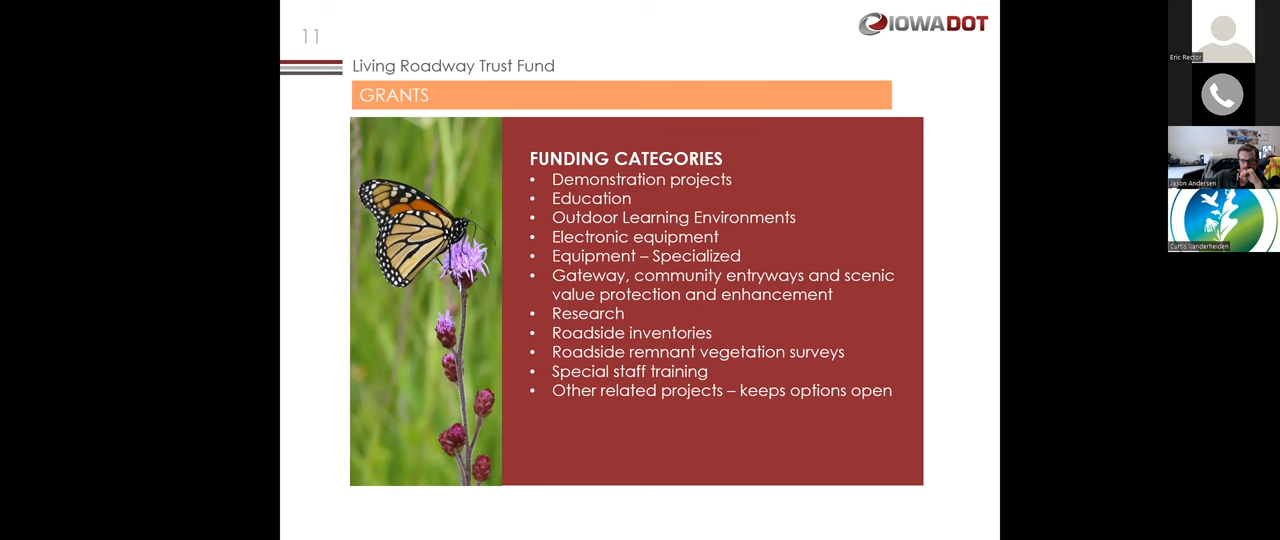 11
IOWADOT
Living Roadway Trust Fund
GRANTS
FUNDING CATEGORIES
• Demonstration projects
• Education
• Outdoor Learning Environments
• Electronic equipment
• Equipment – Specialized
• Gateway, community entryways and scenic
value protection and enhancement
• Research
• Roadside inventories
• Roadside remnant vegetation surveys
• Special staff training
• Other related projects – keeps options open
Eric Rector
Jason Andersen
Curtis Vanderheiden